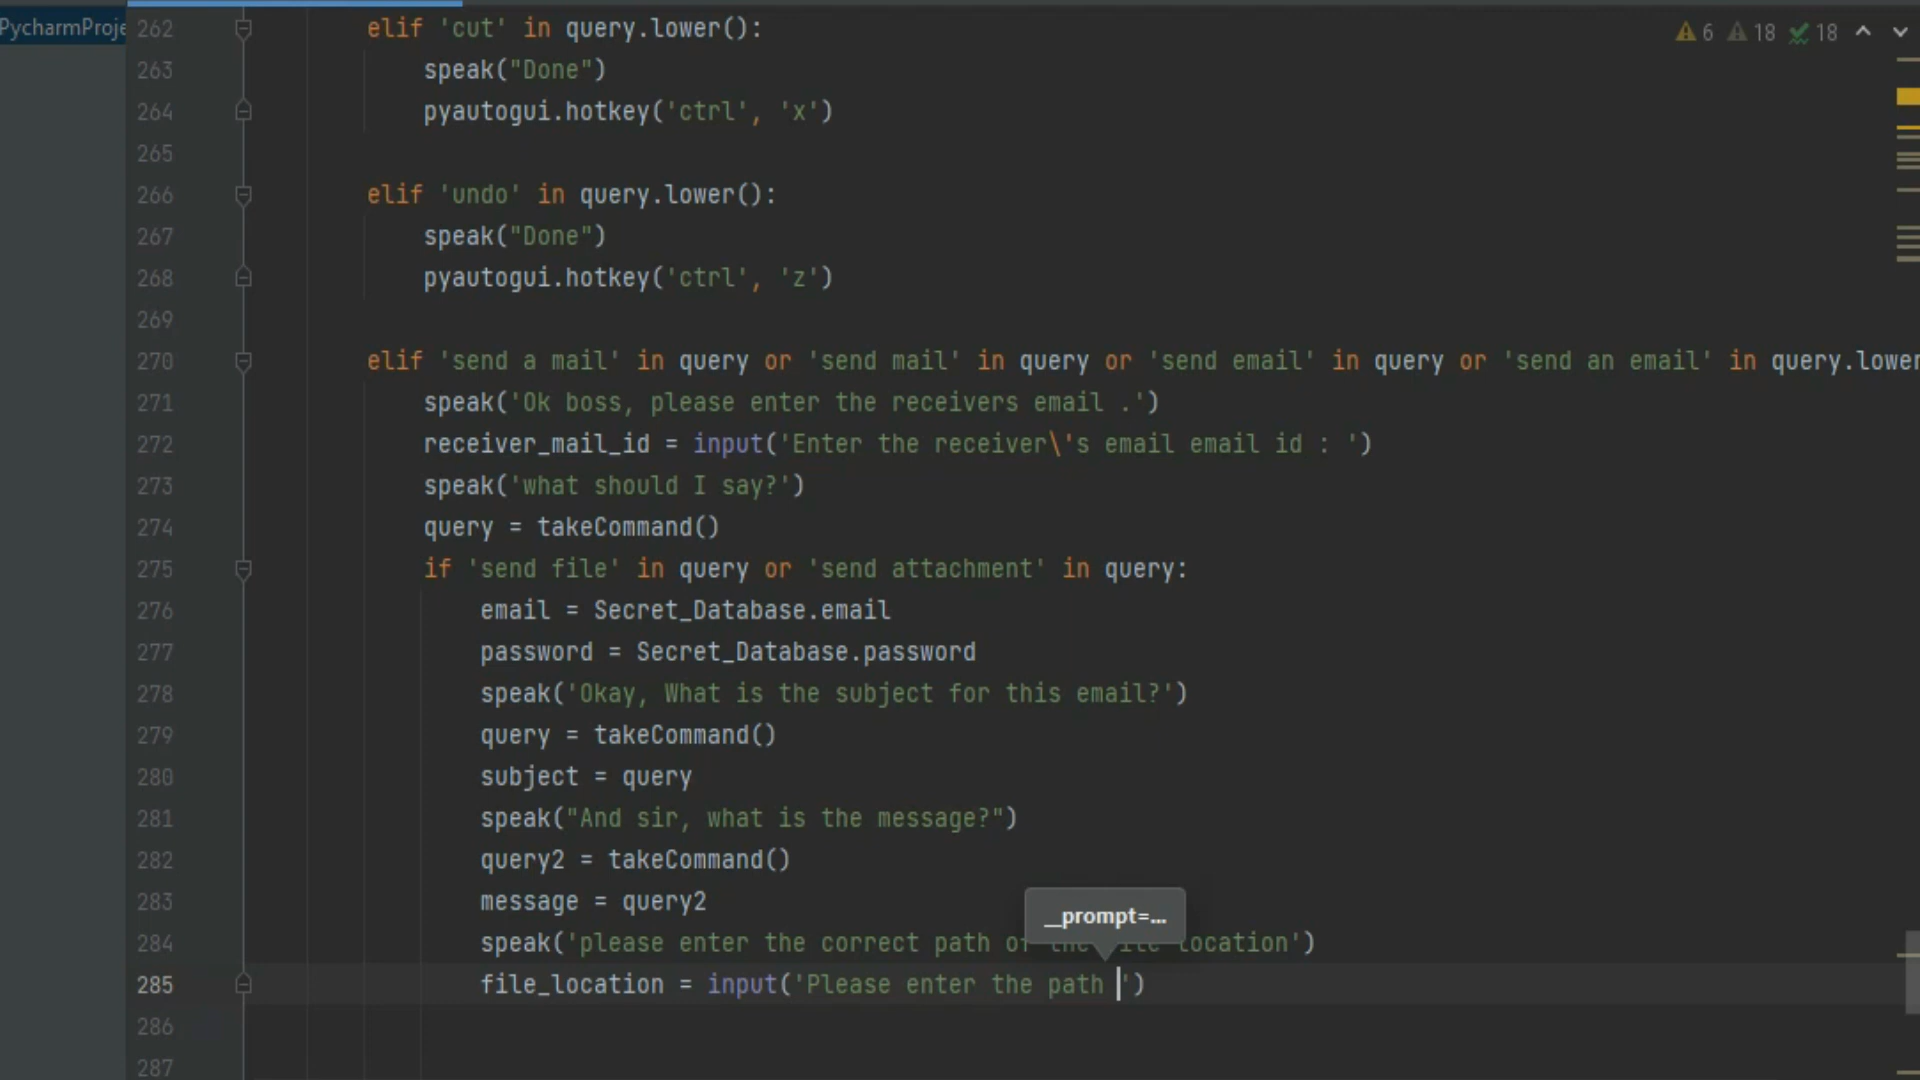 PycharmProje
6 18 18
262 elif 'cut' in query.lower():
263 speak("Done")
264 pyautogui.hotkey('ctrl', 'x')
265
266 elif 'undo' in query.lower():
267 speak("Done")
268 pyautogui.hotkey('ctrl', 'z')
269
270 elif 'send a mail' in query or 'send mail' in query or 'send email' in query or 'send an email' in query.lower
271 speak('Ok boss, please enter the receivers email .')
272 receiver_mail_id = input('Enter the receiver\'s email email id : ')
273 speak('what should I say?')
274 query = takeCommand()
275 if 'send file' in query or 'send attachment' in query:
276 email = Secret_Database.email
277 password = Secret_Database.password
278 speak('Okay, What is the subject for this email?')
279 query = takeCommand()
280 subject = query
281 speak("And sir, what is the message?")
282 query2 = takeCommand()
283 message = query2
__prompt=...
284 speak('please enter the correct path of the file location')
285 file_location = input('Please enter the path ')
286
287